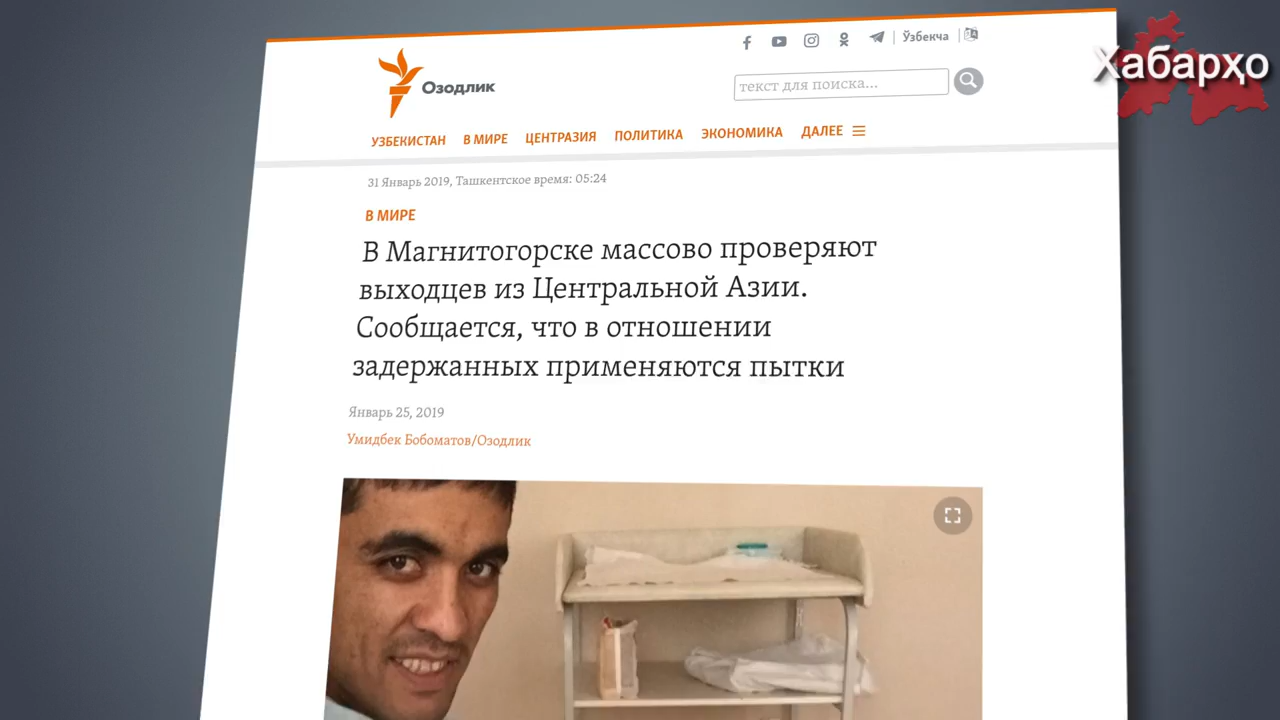 Ўзбекча
Хабарҳо
Озодлик
текст для поиска...
УЗБЕКИСТАН В МИРЕ ЦЕНТРАЗИЯ ПОЛИТИКА ЭКОНОМИКА ДАЛЕЕ
31 Январь 2019, Ташкентское время: 05:24
В МИРЕ
В Магнитогорске массово проверяют
выходцев из Центральной Азии.
Сообщается, что в отношении
задержанных применяются пытки
Январь 25, 2019
Умидбек Бобоматов/Озодлик